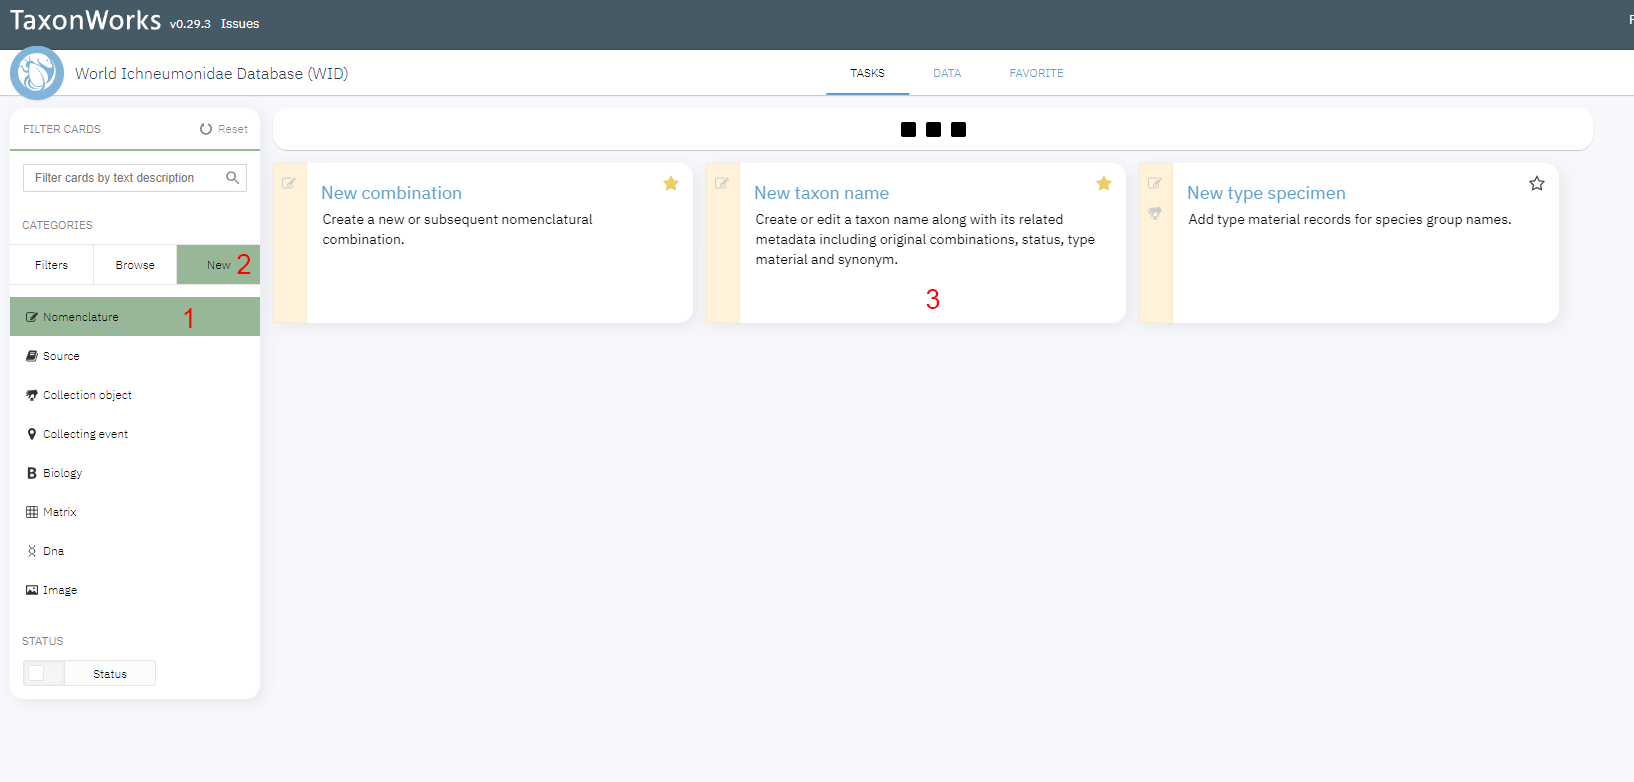 TaxonWorks v0.29.3 Issues
World Ichneumonidae Database (WID)
TASKS DATA FAVORITE
FILTER CARDS Reset
Filter cards by text description
CATEGORIES
Filters Browse New 2
Nomenclature 1
Source
Collection object
Collecting event
B Biology
Matrix
Dna
Image
STATUS
Status
New combination
Create a new or subsequent nomenclatural
combination.
New taxon name
Create or edit a taxon name along with its related
metadata including original combinations, status, type
material and synonym.
3
New type specimen
Add type material records for species group names.